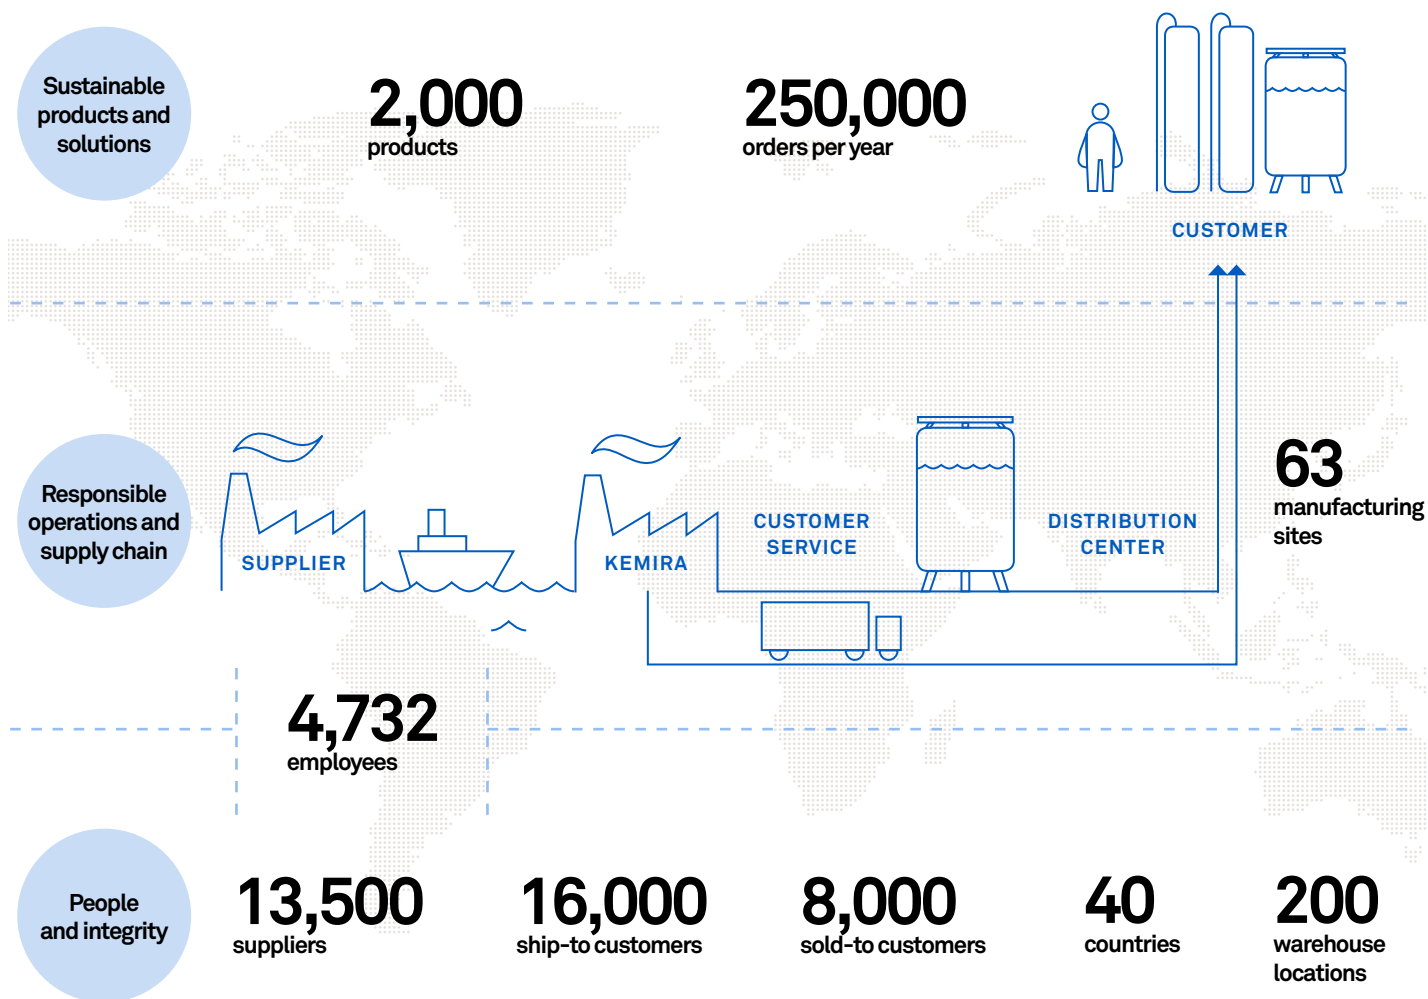 Sustainable
products and
solutions
2,000
products
250,000
orders per year
CUSTOMER
Responsible
operations and
supply chain
SUPPLIER
KEMIRA
CUSTOMER
SERVICE
DISTRIBUTION
CENTER
63
manufacturing
sites
4,732
employees
People
and integrity
13,500
suppliers
16,000
ship-to customers
8,000
sold-to customers
40
countries
200
warehouse
locations